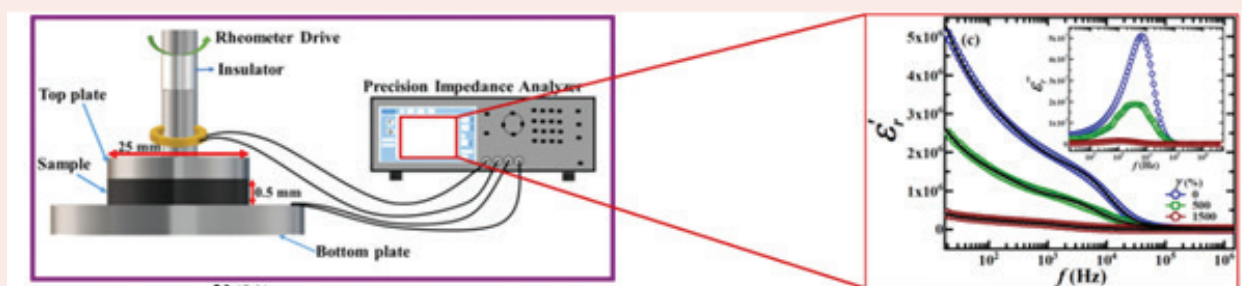 Rheometer Drive
Insulator
Top plate
Precision Impedance Analyzer
25 mm
Sample
0.5 mm
Bottom plate
(c)
5x10⁶
4x10⁶
3x10⁶
2x10⁶
1x10⁶
0
ε'ᵣ
10² 10³ 10⁴ 10⁵ 10⁶
f (Hz)
f (Hz)
γ (%)
0
500
1500